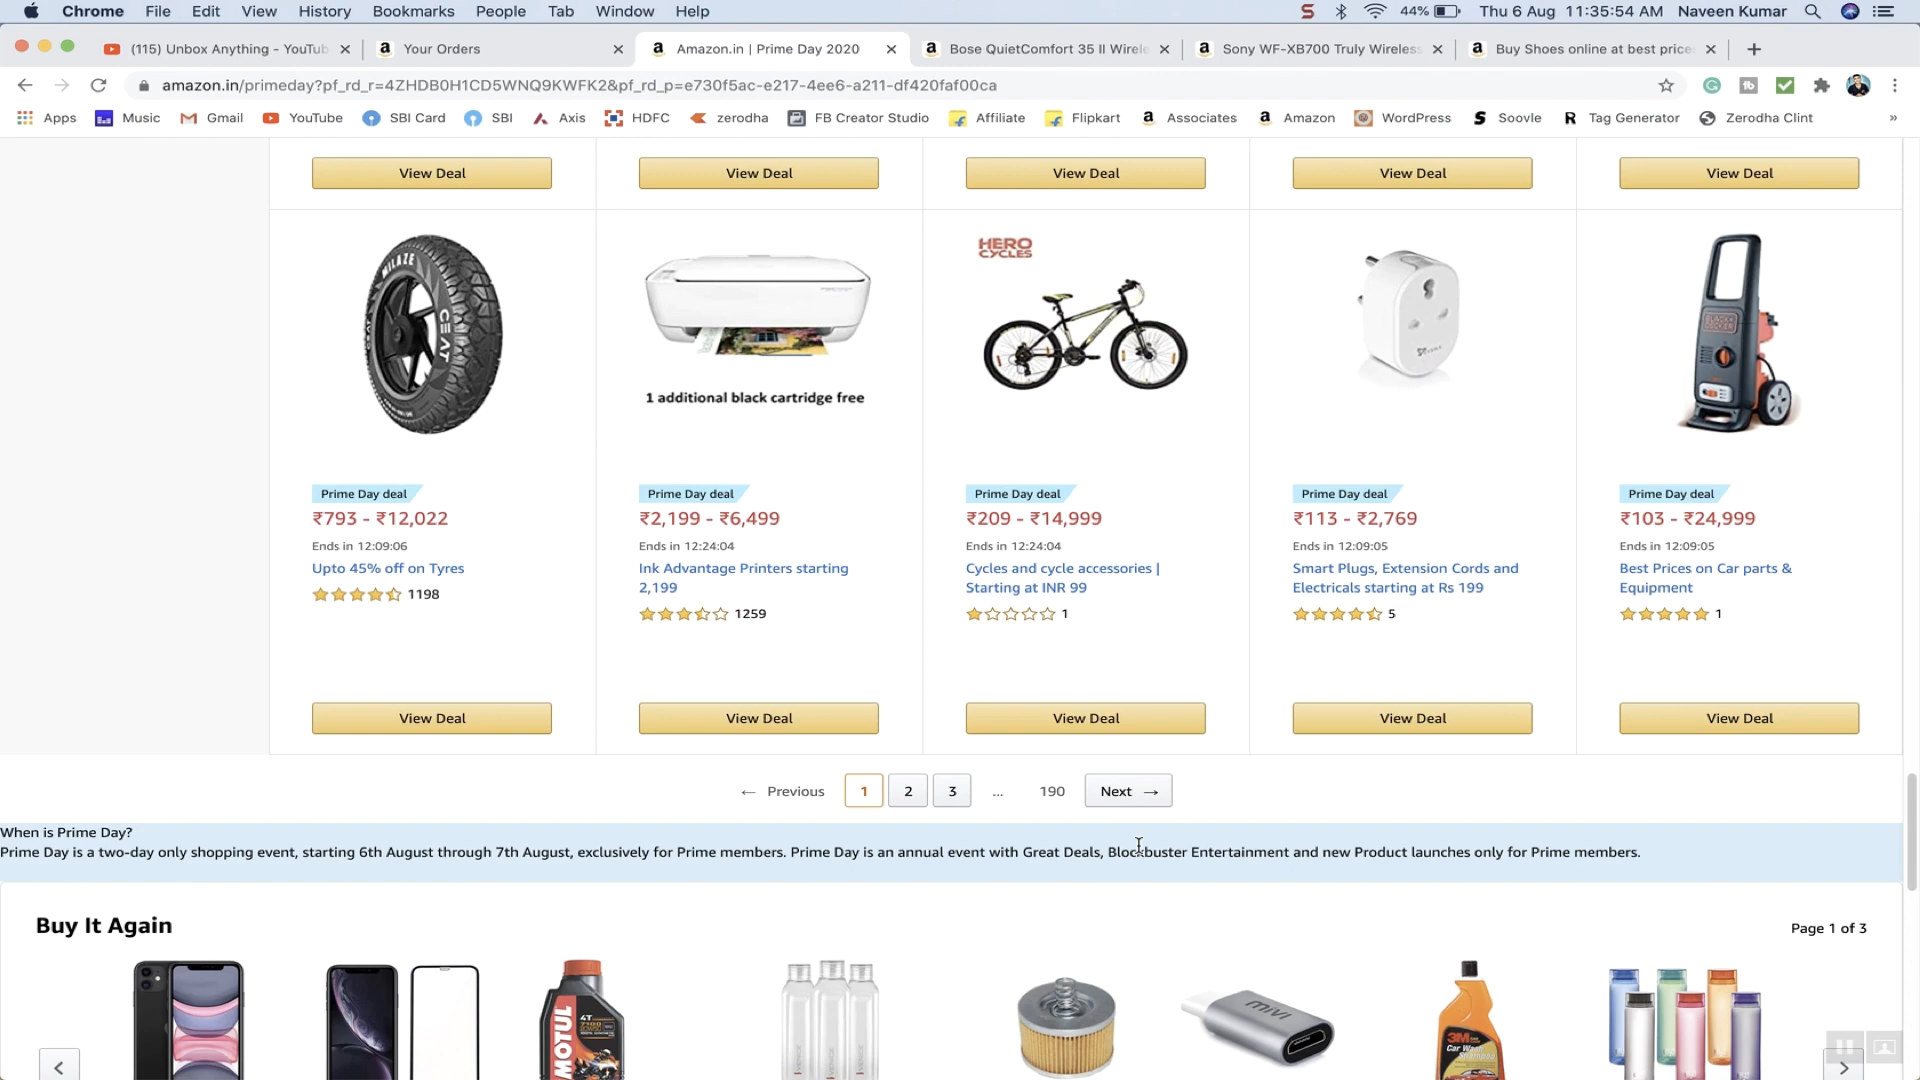 Chrome File Edit View History Bookmarks People Tab Window Help 44% Thu 6 Aug 11:35:54 AM Naveen Kumar
(115) Unbox Anything - YouTub Your Orders Amazon.in | Prime Day 2020 Bose QuietComfort 35 II Wirele Sony WF-XB700 Truly Wireless Buy Shoes online at best price
amazon.in/primeday?pf_rd_r=4ZHDB0H1CD5WNQ9KWFK2&pf_rd_p=e730f5ac-e217-4ee6-a211-df420faf00ca
Apps Music Gmail YouTube SBI Card SBI Axis HDFC zerodha FB Creator Studio Affiliate Flipkart Associates Amazon WordPress Soovle Tag Generator Zerodha Clint »
View Deal View Deal View Deal View Deal View Deal
MILAZE
CEAT
HERO
CYCLES
BLACK+
DECKER
1 additional black cartridge free
Prime Day deal Prime Day deal Prime Day deal Prime Day deal Prime Day deal
₹793 - ₹12,022 ₹2,199 - ₹6,499 ₹209 - ₹14,999 ₹113 - ₹2,769 ₹103 - ₹24,999
Ends in 12:09:06 Ends in 12:24:04 Ends in 12:24:04 Ends in 12:09:05 Ends in 12:09:05
Upto 45% off on Tyres Ink Advantage Printers starting Cycles and cycle accessories | Smart Plugs, Extension Cords and Best Prices on Car parts &
2,199 Starting at INR 99 Electricals starting at Rs 199 Equipment
1198 1259 1 5 1
View Deal View Deal View Deal View Deal View Deal
← Previous 1 2 3 ... 190 Next →
When is Prime Day?
Prime Day is a two-day only shopping event, starting 6th August through 7th August, exclusively for Prime members. Prime Day is an annual event with Great Deals, Blockbuster Entertainment and new Product launches only for Prime members.
Buy It Again
Page 1 of 3
MOTUL
4T
7100
mivi
3M
Car Wash
Shampoo